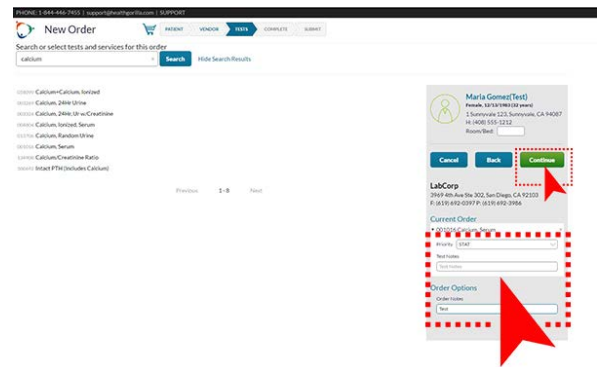 PHONE: 1-844-446-7455 | support@healthgorilla.com | SUPPORT
New Order
PATIENT
VENDOR
TESTS
COMPLETE
SUBMIT
Search or select tests and services for this order
calcium
Search
Hide Search Results
Calcium+Calcium, Ionized
Calcium, 24Hr Urine
Calcium, 24Hr Ur w/Creatinine
Calcium, Ionized, Serum
Calcium, Random Urine
Calcium, Serum
Calcium/Creatinine Ratio
Intact PTH (Includes Calcium)
Previous 1-8 Next
Maria Gomez(Test)
Female, 12/13/1983 (32 years)
1 Sunnyvale 123, Sunnyvale, CA 94087
H: (408) 555-1212
Room/Bed:
Cancel
Back
Continue
LabCorp
3969 4th Ave Ste 302, San Diego, CA 92103
F: (619) 692-0397 P: (619) 692-3986
Current Order
001016 Calcium, Serum
Priority STAT
Test Notes
Test Notes
Order Options
Order Notes
Test